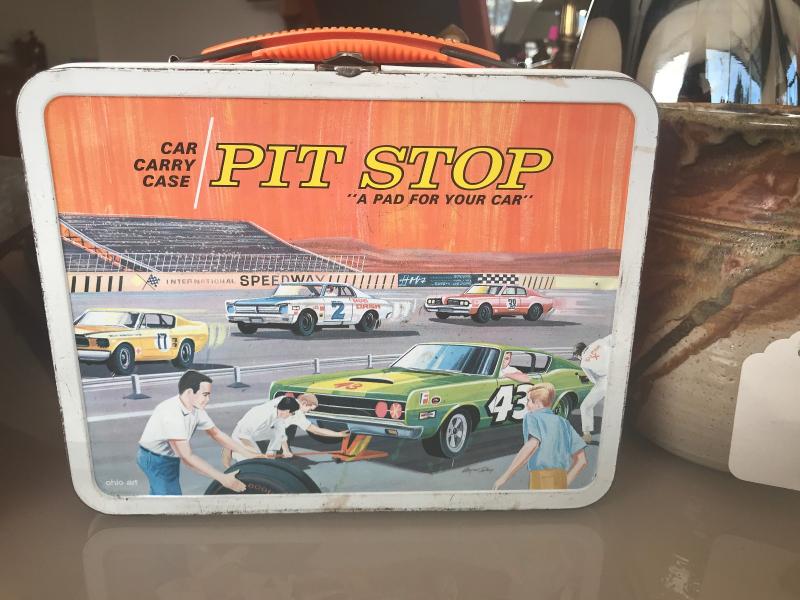 CAR
CARRY
CASE
PIT STOP
"A PAD FOR YOUR CAR"
INTERNATIONAL SPEEDWAY
17
2
43
43
ohio art